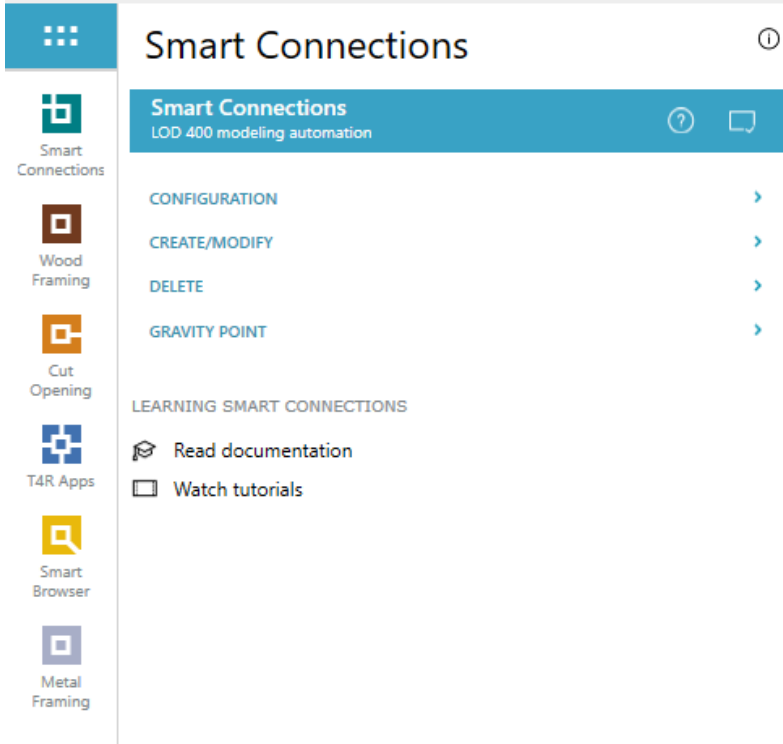 Smart Connections
Smart Connections
LOD 400 modeling automation
CONFIGURATION
CREATE/MODIFY
DELETE
GRAVITY POINT
LEARNING SMART CONNECTIONS
Read documentation
Watch tutorials
Smart
Connections
Wood
Framing
Cut
Opening
T4R Apps
Smart
Browser
Metal
Framing